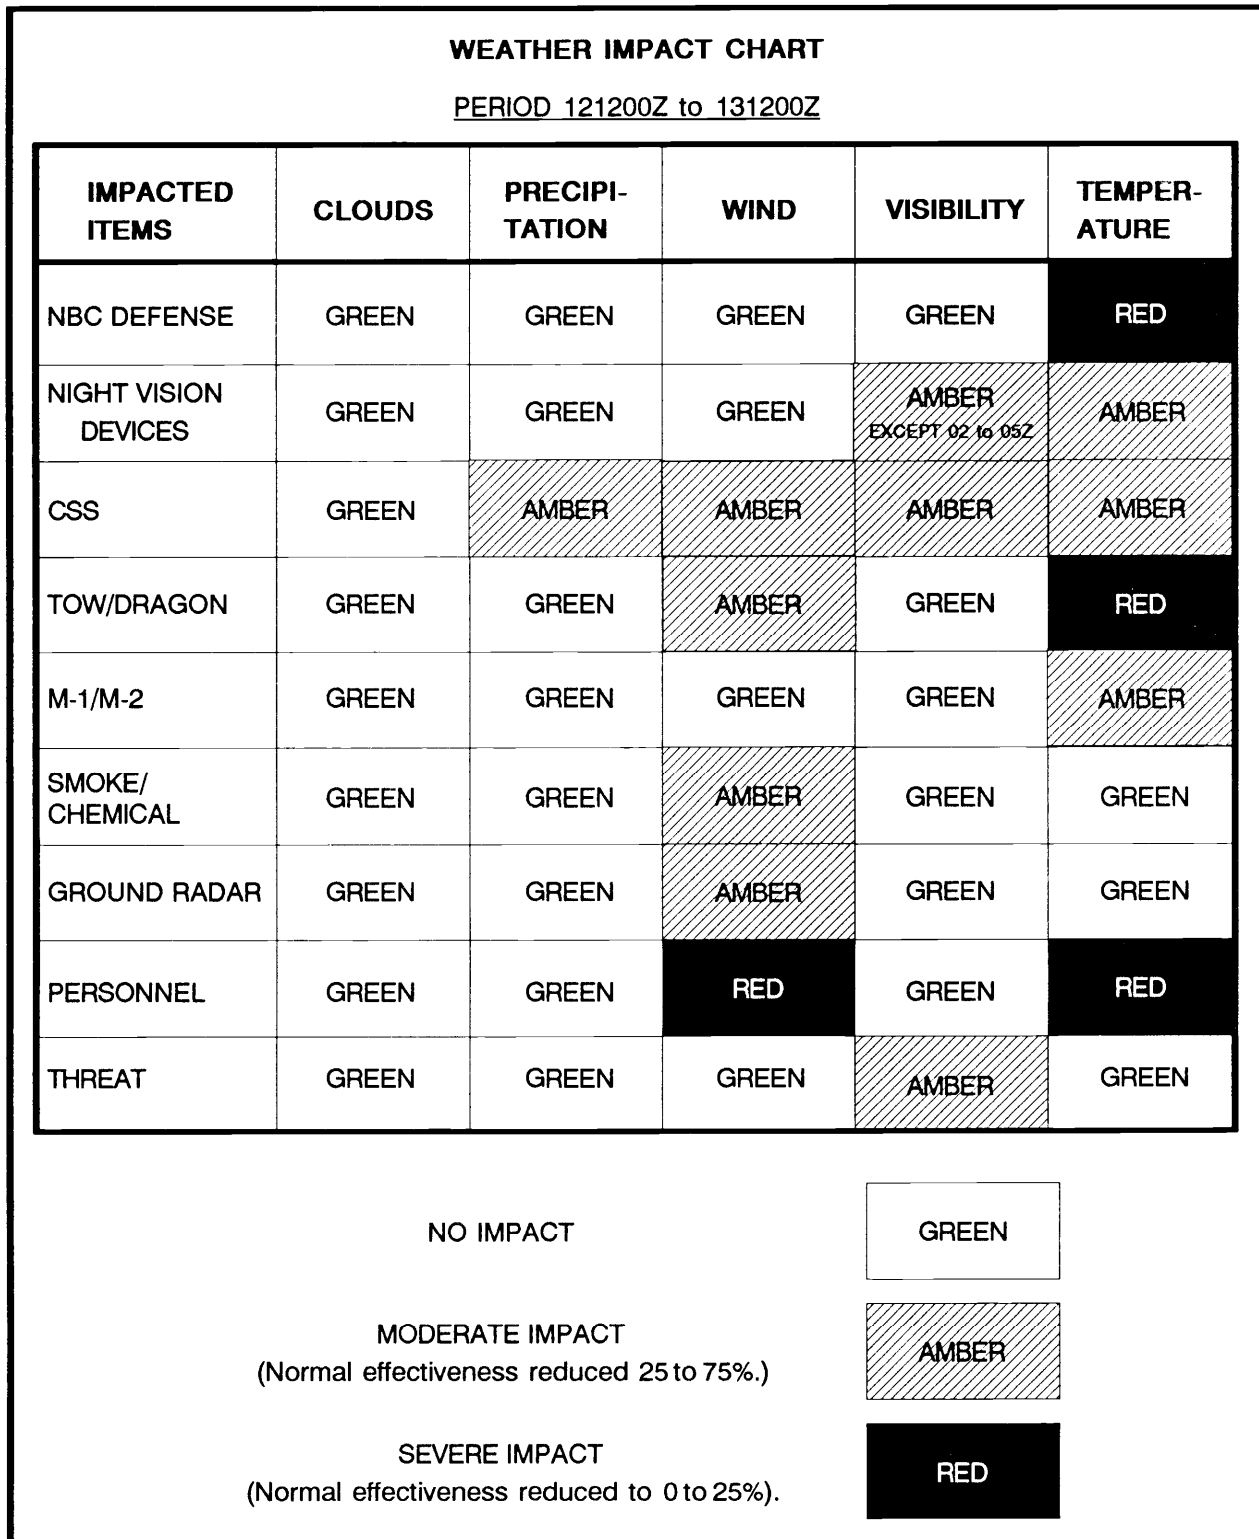 WEATHER IMPACT CHART
PERIOD 121200Z to 131200Z
IMPACTED ITEMS CLOUDS PRECIPI- TATION WIND VISIBILITY TEMPER- ATURE
NBC DEFENSE GREEN GREEN GREEN GREEN RED
NIGHT VISION DEVICES GREEN GREEN GREEN AMBER EXCEPT 02 to 05Z AMBER
CSS GREEN AMBER AMBER AMBER AMBER
TOW/DRAGON GREEN GREEN AMBER GREEN RED
M-1/M-2 GREEN GREEN GREEN GREEN AMBER
SMOKE/ CHEMICAL GREEN GREEN AMBER GREEN GREEN
GROUND RADAR GREEN GREEN AMBER GREEN GREEN
PERSONNEL GREEN GREEN RED GREEN RED
THREAT GREEN GREEN GREEN AMBER GREEN
NO IMPACT GREEN
MODERATE IMPACT
(Normal effectiveness reduced 25 to 75%.) AMBER
SEVERE IMPACT
(Normal effectiveness reduced to 0 to 25%). RED